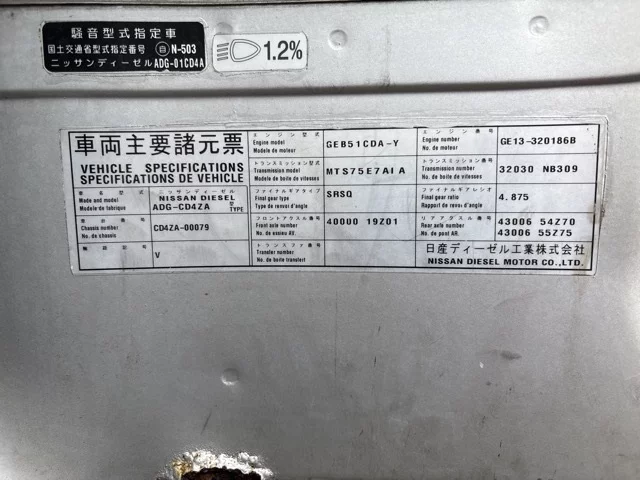 騒音型式指定車
国土交通省型式指定番号 自 N-503
ニッサンディーゼル ADG-01CD4A
1.2%
車両主要諸元票
VEHICLE SPECIFICATIONS
SPECIFICATIONS DE VEHICLE
車名型式
Make and model
Modele de fabrique
ニッサンディーゼル
NISSAN DIESEL
ADG-CD4ZA 型 TYPE
車台番号
Chassis number
No. de chassis
CD4ZA-00079
V
エンジン型式
Engine model
Modele de moteur
GEB51CDA-Y
トランスミッション型式
Transmission model
Modele de boite de vitesses
MTS75E7A1A
ファイナルギアタイプ
Final gear type
Type de renvoi d'angle
SRSQ
フロントアクスル番号
Front axle number
No. de essieu AV.
40000 19Z01
トランスファ番号
No. de boite transfert
エンジン番号
Engine number
No. de moteur
GE13-320186B
トランスミッション番号
Transmission number
No. de boite de vitesses
32030 NB309
ファイナルギアレシオ
Final gear ratio
Rapport de renvoi d'angle
4.875
リアアクスル番号
Rear axle number
No. de pont AR.
43006 54Z70
43006 55Z75
日産ディーゼル工業株式会社
NISSAN DIESEL MOTOR CO.,LTD.